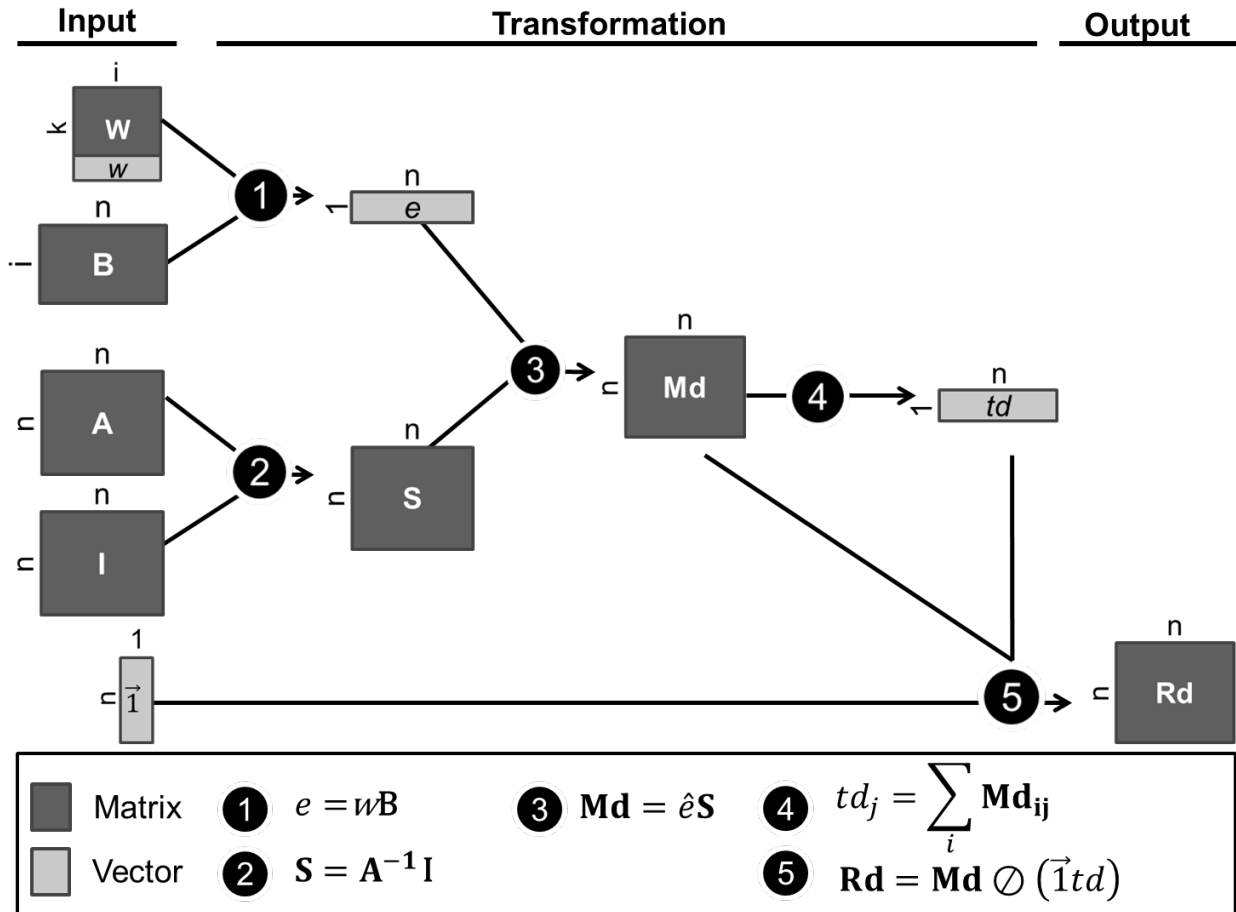 Input Transformation Output
i
k W
w
n
i B
n
1 e
1
n
n A
n
n I
2
n
n S
3
n
n Md
4
n
1 td
1
n 1⃗
5
n
n Rd
Matrix 1 e = wB 3 Md = êS 4 td_j = ∑_i Md_ij
Vector 2 S = A⁻¹ I 5 Rd = Md ⊘ (1⃗td)